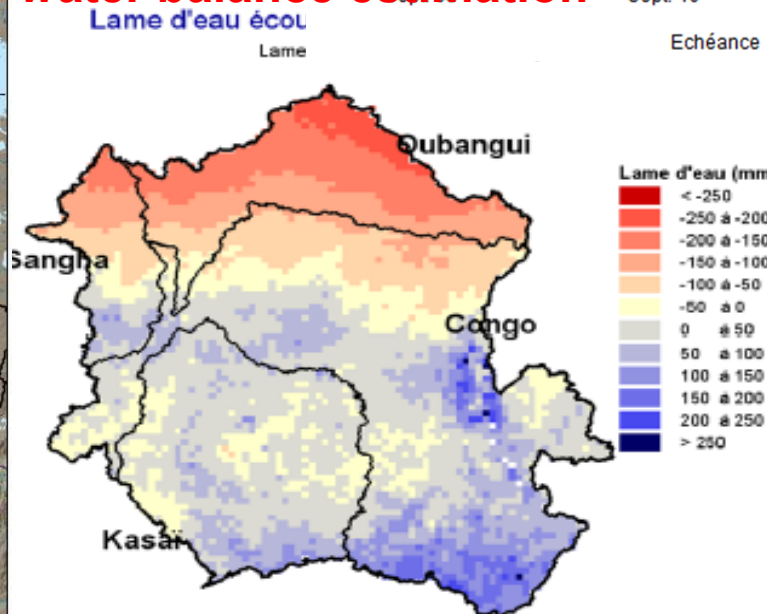 Lame d'eau écou
Lame
Echéance
Oubangui
Sangha
Congo
Kasaï
Lame d'eau (mm
< -250
-250 à -200
-200 à -150
-150 à -100
-100 à -50
-50 à 0
0 à 50
50 à 100
100 à 150
150 à 200
200 à 250
> 250